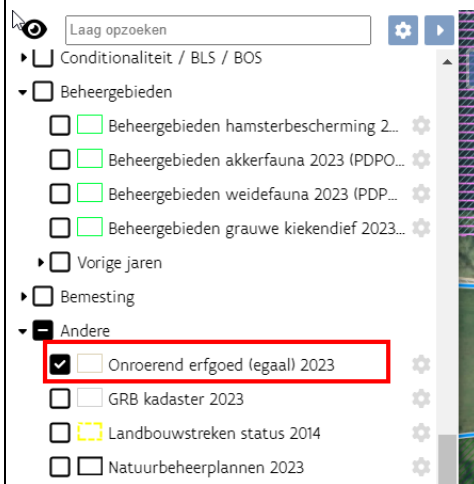 Laag opzoeken
Conditionaliteit / BLS / BOS
Beheergebieden
Beheergebieden hamsterbescherming 2...
Beheergebieden akkerfauna 2023 (PDPO...
Beheergebieden weidefauna 2023 (PDP...
Beheergebieden grauwe kiekendief 2023...
Vorige jaren
Bemesting
Andere
Onroerend erfgoed (egaal) 2023
GRB kadaster 2023
Landbouwstreken status 2014
Natuurbeheerplannen 2023